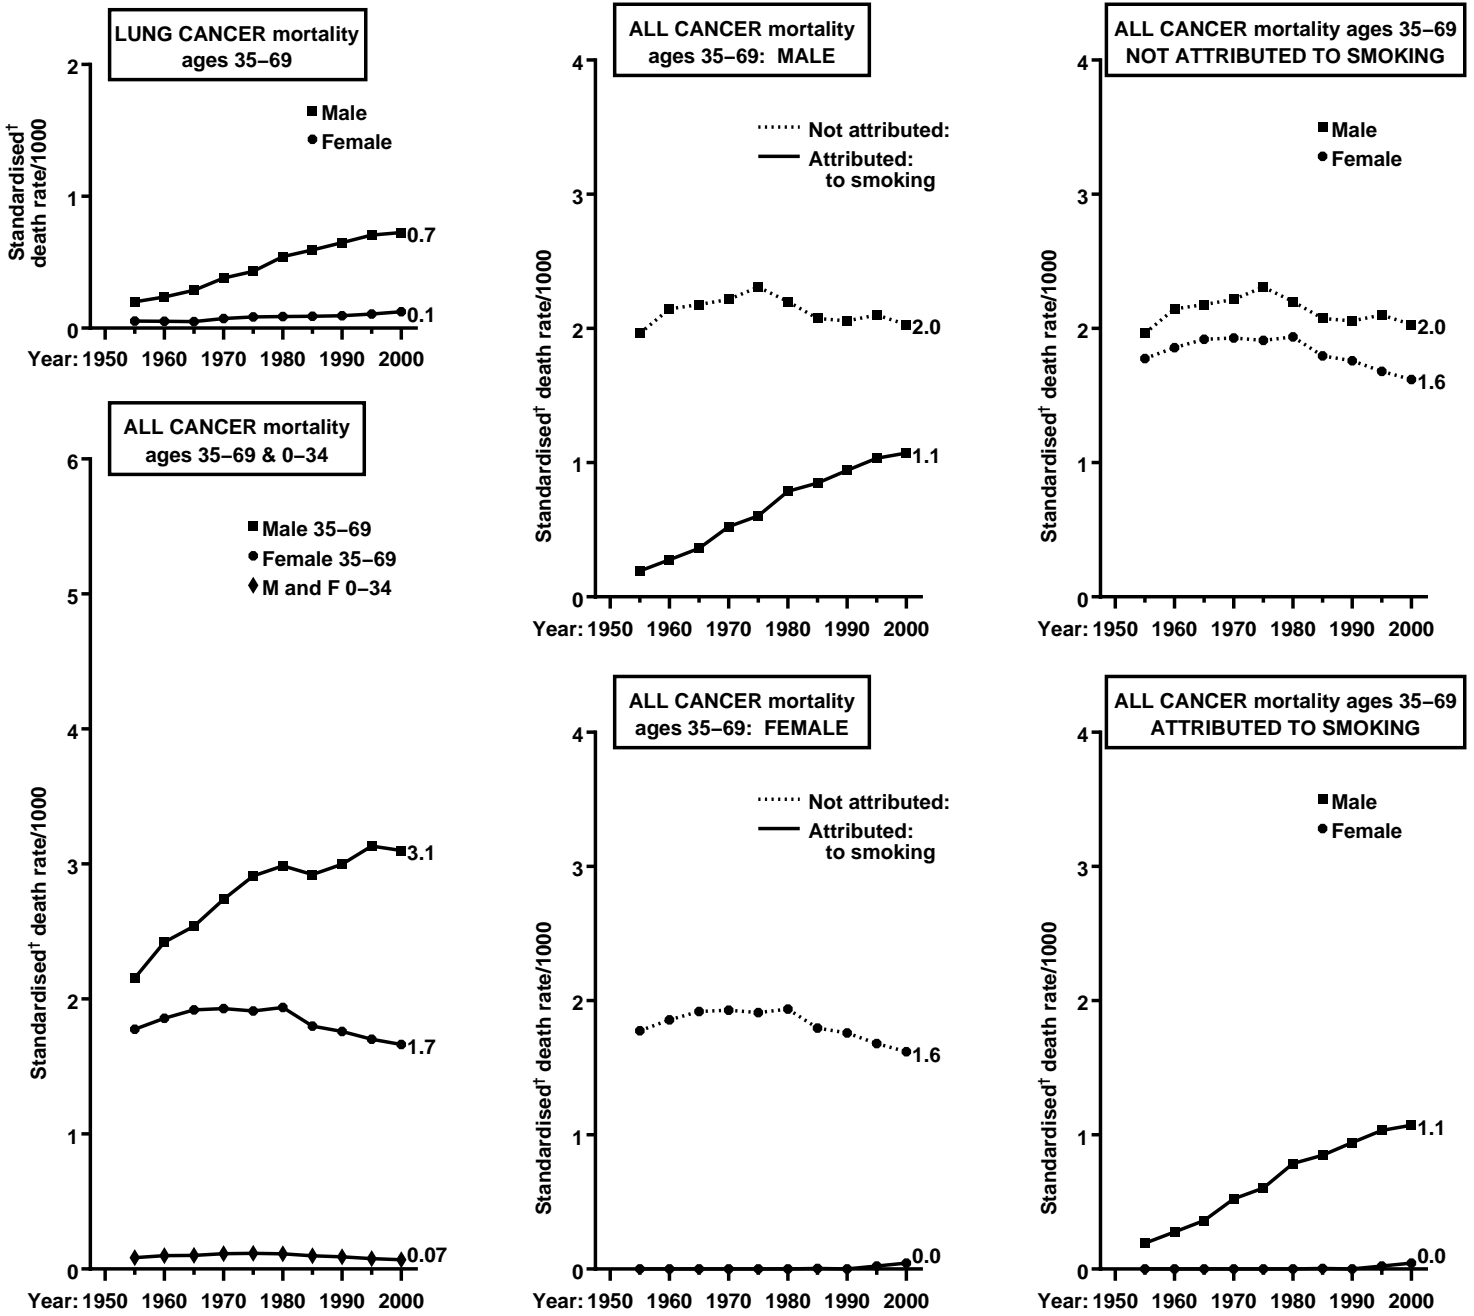 LUNG CANCER mortality
ages 35–69
2
1
0
Standardised†
death rate/1000
Male
Female
0.7
0.1
Year: 1950 1960 1970 1980 1990 2000
ALL CANCER mortality
ages 35–69 & 0–34
6
5
4
3
2
1
0
Standardised† death rate/1000
Male 35–69
Female 35–69
M and F 0–34
3.1
1.7
0.07
Year: 1950 1960 1970 1980 1990 2000
ALL CANCER mortality
ages 35–69: MALE
4
3
2
1
0
Standardised† death rate/1000
Not attributed:
Attributed:
to smoking
2.0
1.1
Year: 1950 1960 1970 1980 1990 2000
ALL CANCER mortality
ages 35–69: FEMALE
4
3
2
1
0
Standardised† death rate/1000
Not attributed:
Attributed:
to smoking
1.6
0.0
Year: 1950 1960 1970 1980 1990 2000
ALL CANCER mortality ages 35–69
NOT ATTRIBUTED TO SMOKING
4
3
2
1
0
Standardised† death rate/1000
Male
Female
2.0
1.6
Year: 1950 1960 1970 1980 1990 2000
ALL CANCER mortality ages 35–69
ATTRIBUTED TO SMOKING
4
3
2
1
0
Standardised† death rate/1000
Male
Female
1.1
0.0
Year: 1950 1960 1970 1980 1990 2000